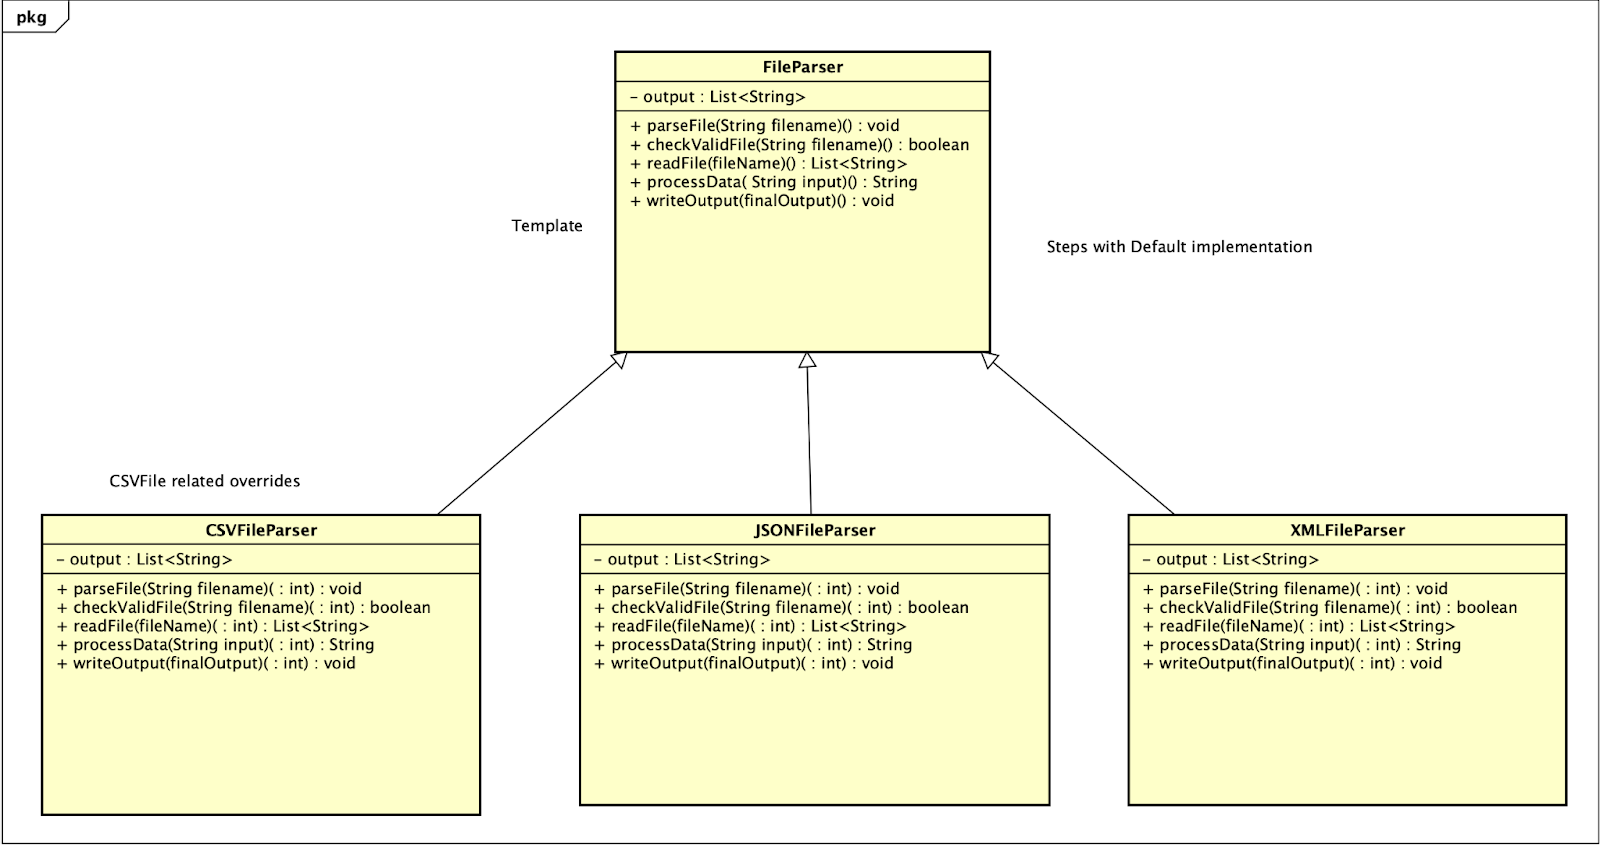 pkg
FileParser
– output : List<String>
+ parseFile(String filename)() : void
+ checkValidFile(String filename)() : boolean
+ readFile(fileName)() : List<String>
+ processData( String input)() : String
+ writeOutput(finalOutput)() : void
Template
Steps with Default implementation
CSVFile related overrides
CSVFileParser
– output : List<String>
+ parseFile(String filename)( : int) : void
+ checkValidFile(String filename)( : int) : boolean
+ readFile(fileName)( : int) : List<String>
+ processData(String input)( : int) : String
+ writeOutput(finalOutput)( : int) : void
JSONFileParser
– output : List<String>
+ parseFile(String filename)( : int) : void
+ checkValidFile(String filename)( : int) : boolean
+ readFile(fileName)( : int) : List<String>
+ processData(String input)( : int) : String
+ writeOutput(finalOutput)( : int) : void
XMLFileParser
– output : List<String>
+ parseFile(String filename)( : int) : void
+ checkValidFile(String filename)( : int) : boolean
+ readFile(fileName)( : int) : List<String>
+ processData(String input)( : int) : String
+ writeOutput(finalOutput)( : int) : void